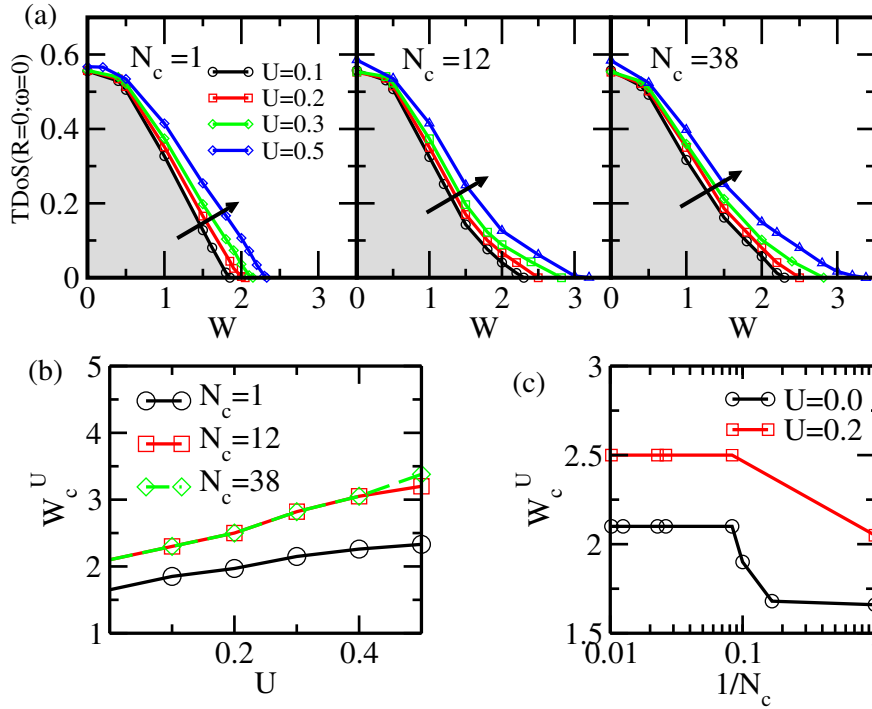 (a)
TDoS(R=0;ω=0)
0.6
0.4
0.2
0
N_c=1
U=0.1
U=0.2
U=0.3
U=0.5
0 1 2 3
W
N_c=12
0 1 2 3
W
N_c=38
0 1 2 3
W
(b)
W_c^U
5
4
3
2
1
N_c=1
N_c=12
N_c=38
0.2 0.4
U
(c)
W_c^U
3
2.5
2
1.5
U=0.0
U=0.2
0.01 0.1
1/N_c